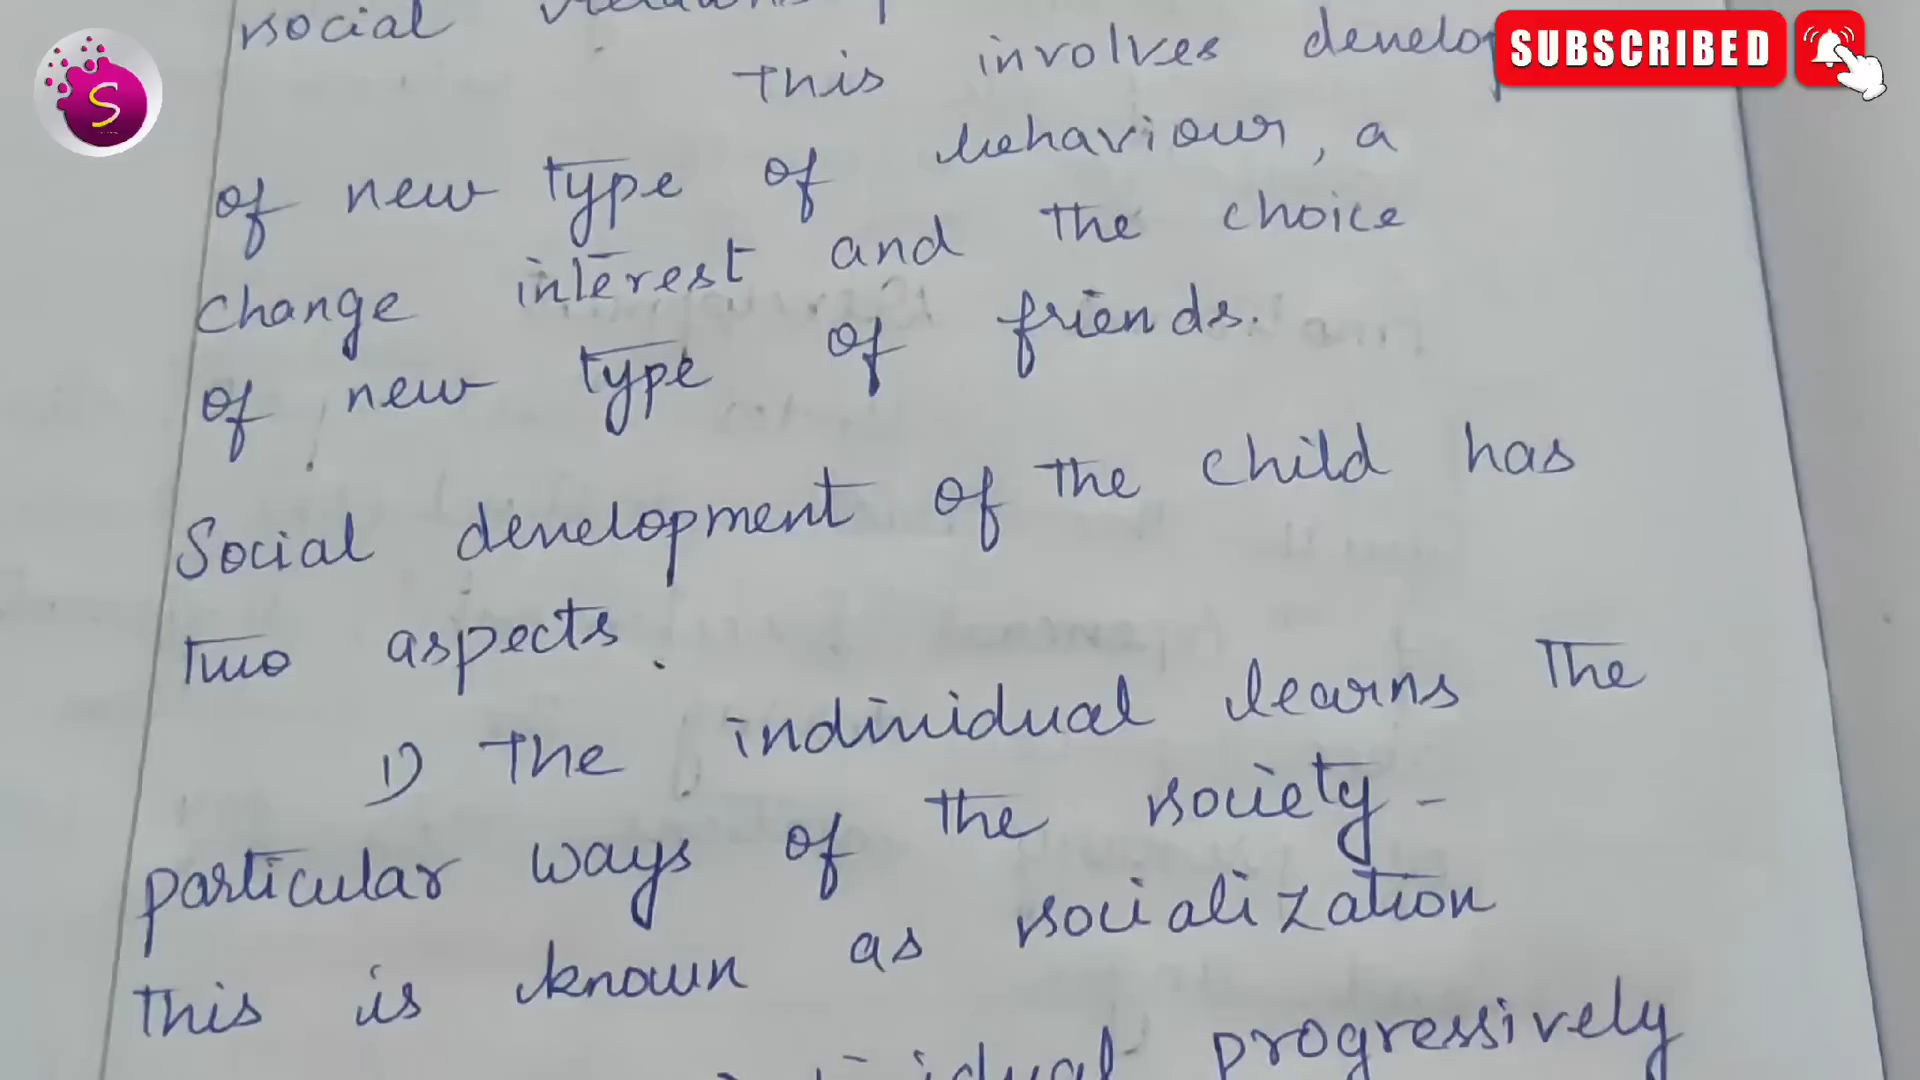 social
this involves
of new type of behaviour, a
change interest and the choice
of new type of friends.
Social development of the child has
two aspects.
1) The individual learns the
particular ways of the society -
this is known as socialization
progressively
SUBSCRIBED
S